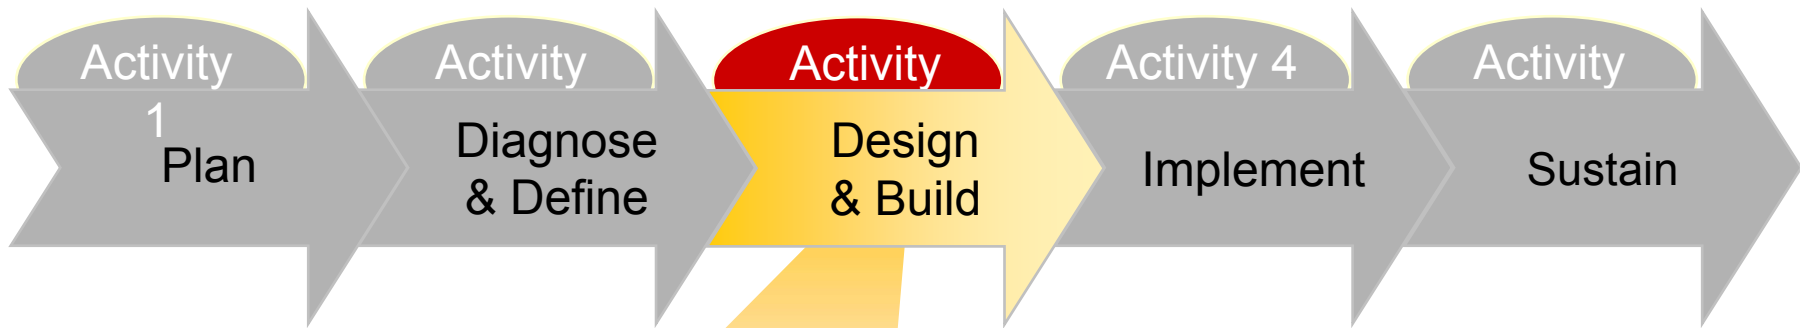 Activity
1
Plan
Activity
Diagnose
& Define
Activity
Design
& Build
Activity 4
Implement
Activity
Sustain